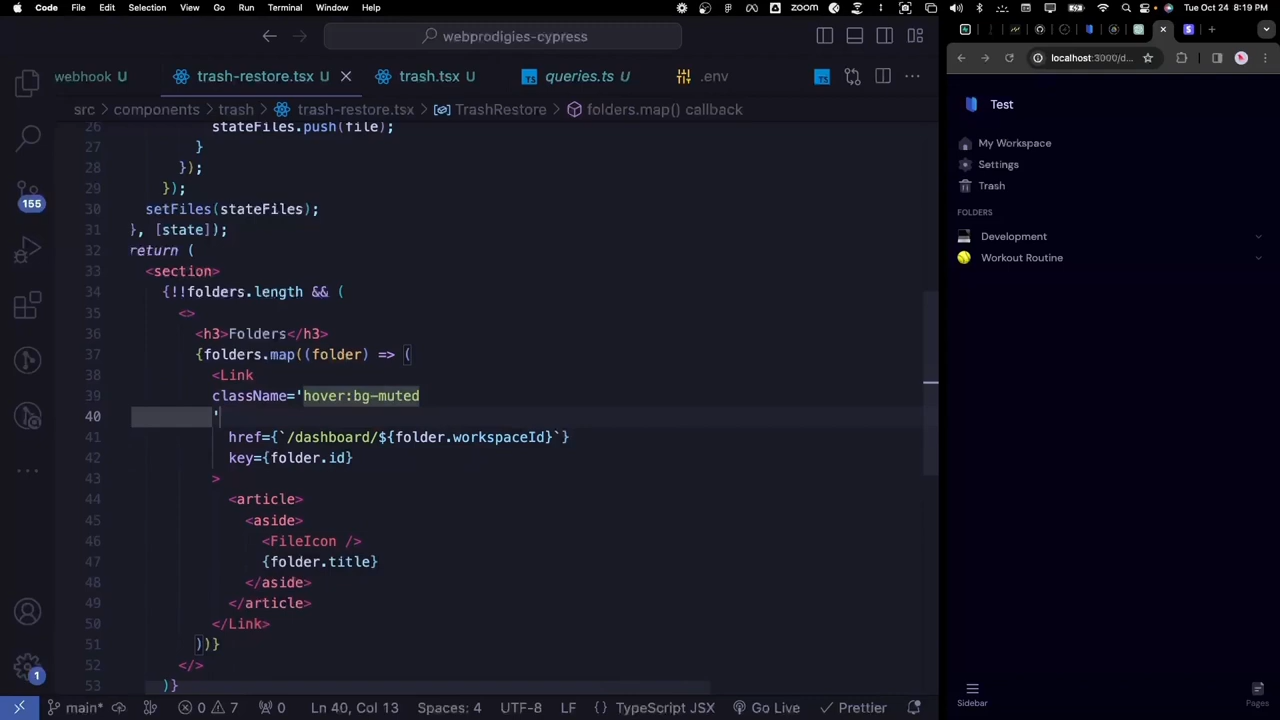 Code File Edit Selection View Go Run Terminal Window Help zoom Tue Oct 24 8:19 PM
webprodigies-cypress
localhost:3000/d...
webhook U trash-restore.tsx U trash.tsx U queries.ts U .env
src > components > trash > trash-restore.tsx > TrashRestore > folders.map() callback
26 stateFiles.push(file);
27 }
28 });
29 });
30 setFiles(stateFiles);
31 }, [state]);
32 return (
33 <section>
34 {!!folders.length && (
35 <>
36 <h3>Folders</h3>
37 {folders.map((folder) => (
38 <Link
39 className='hover:bg-muted
40 '
41 href={`/dashboard/${folder.workspaceId}`}
42 key={folder.id}
43 >
44 <article>
45 <aside>
46 <FileIcon />
47 {folder.title}
48 </aside>
49 </article>
50 </Link>
51 ))}
52 </>
53 )}
Test
My Workspace
Settings
Trash
FOLDERS
Development
Workout Routine
Sidebar
Pages
155
1
main* 0 7 0 Ln 40, Col 13 Spaces: 4 UTF-8 LF {} TypeScript JSX Go Live Prettier